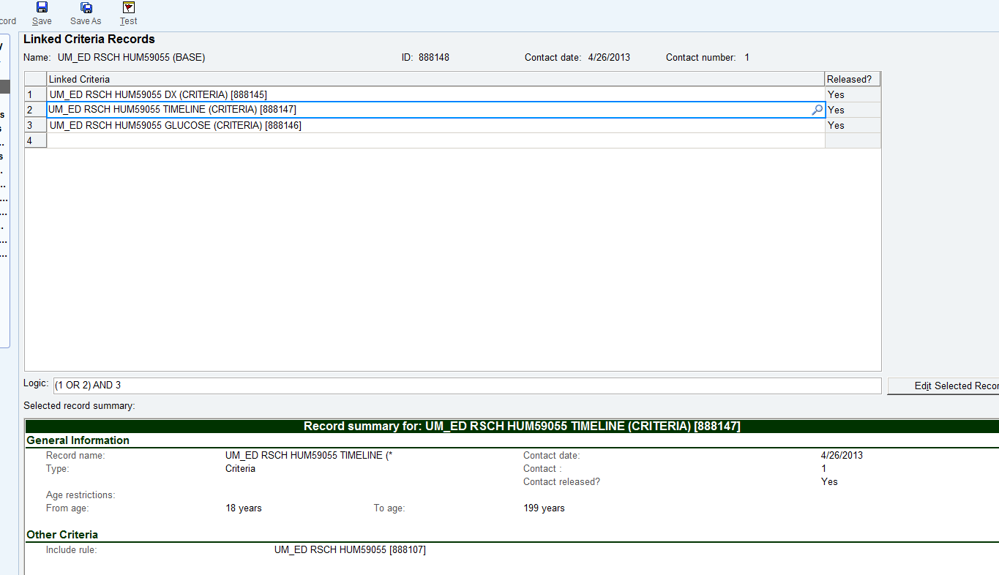 cord Save Save As Test
Linked Criteria Records
Name: UM_ED RSCH HUM59055 (BASE) ID: 888148 Contact date: 4/26/2013 Contact number: 1
Linked Criteria Released?
1 UM_ED RSCH HUM59055 DX (CRITERIA) [888145] Yes
2 UM_ED RSCH HUM59055 TIMELINE (CRITERIA) [888147] Yes
3 UM_ED RSCH HUM59055 GLUCOSE (CRITERIA) [888146] Yes
4
Logic: (1 OR 2) AND 3 Edit Selected Recor
Selected record summary:
Record summary for: UM_ED RSCH HUM59055 TIMELINE (CRITERIA) [888147]
General Information
Record name: UM_ED RSCH HUM59055 TIMELINE (* Contact date: 4/26/2013
Type: Criteria Contact : 1
Contact released? Yes
Age restrictions:
From age: 18 years To age: 199 years
Other Criteria
Include rule: UM_ED RSCH HUM59055 [888107]